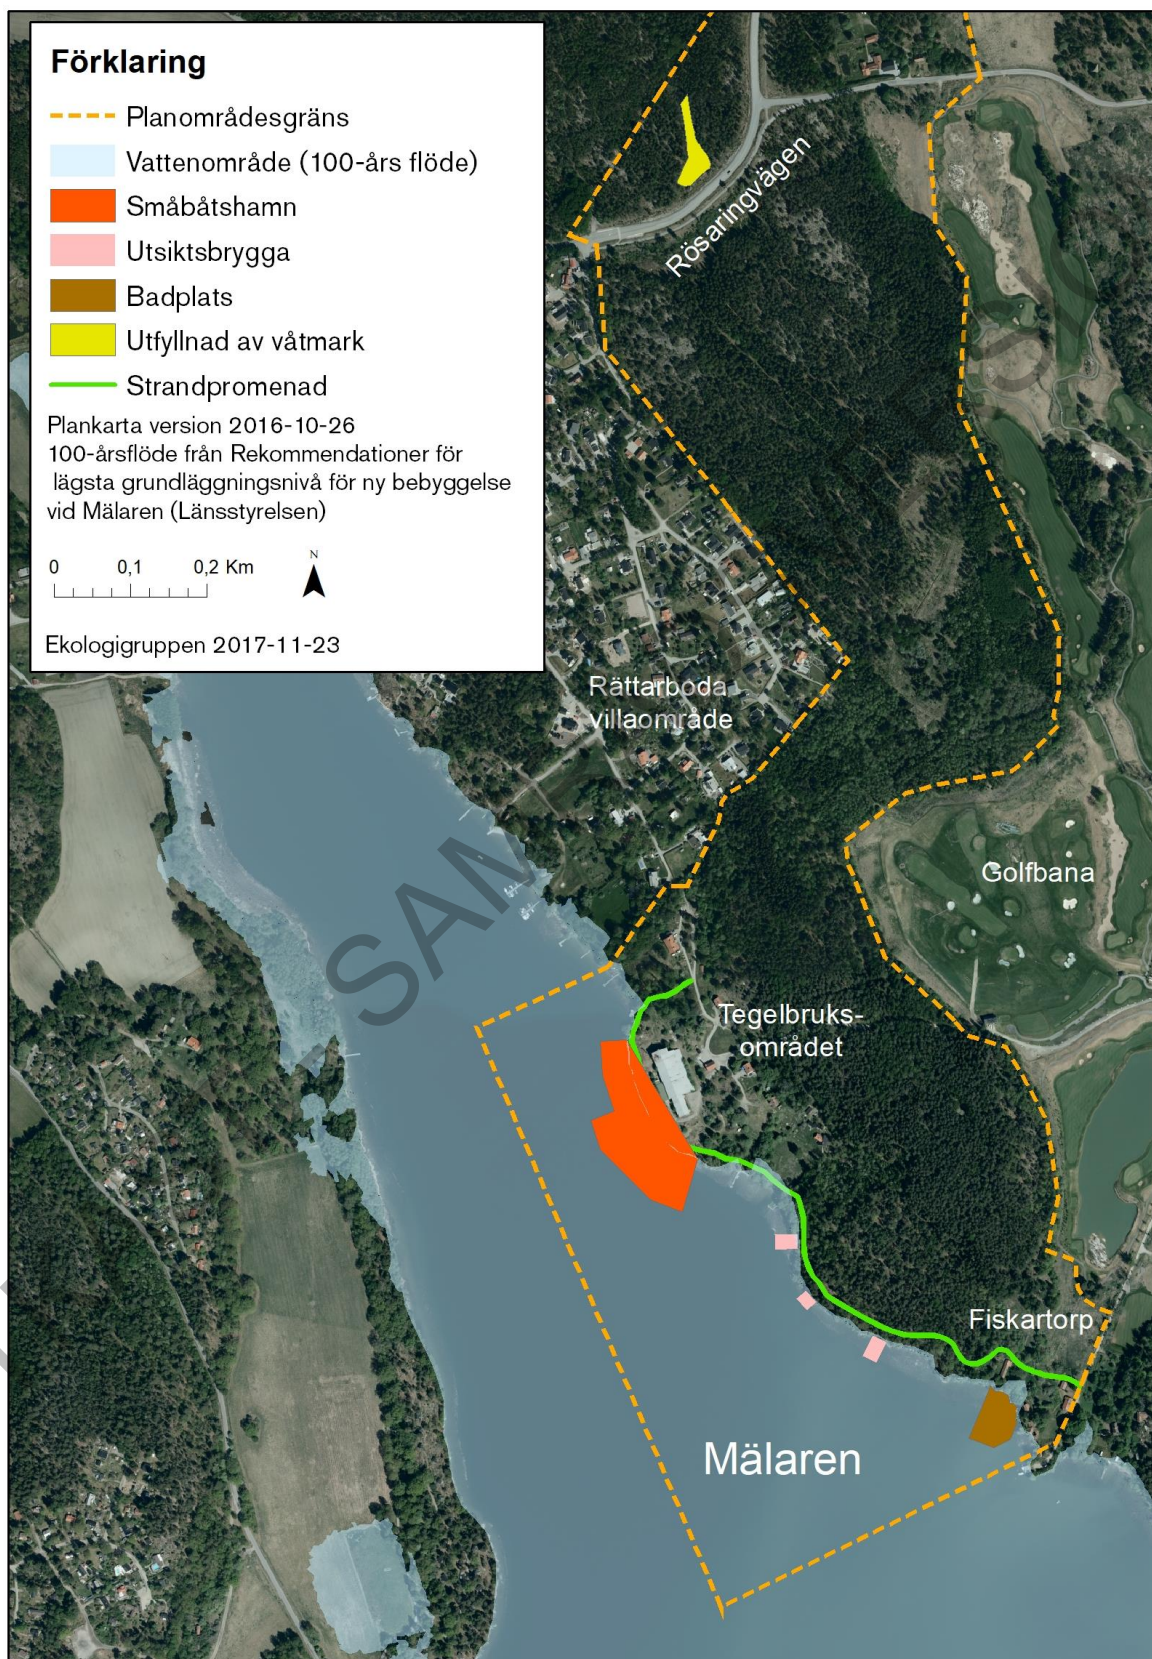 Förklaring
Planområdesgräns
Vattenområde (100-års flöde)
Småbåtshamn
Utsiktsbrygga
Badplats
Utfyllnad av våtmark
Strandpromenad
Plankarta version 2016-10-26
100-årsflöde från Rekommendationer för
lägsta grundläggningsnivå för ny bebyggelse
vid Mälaren (Länsstyrelsen)
0 0,1 0,2 Km
N
Ekologigruppen 2017-11-23
Rösaringvägen
Rättarboda
villaområde
Golfbana
Tegelbruks-
området
Fiskartorp
Mälaren
SAM